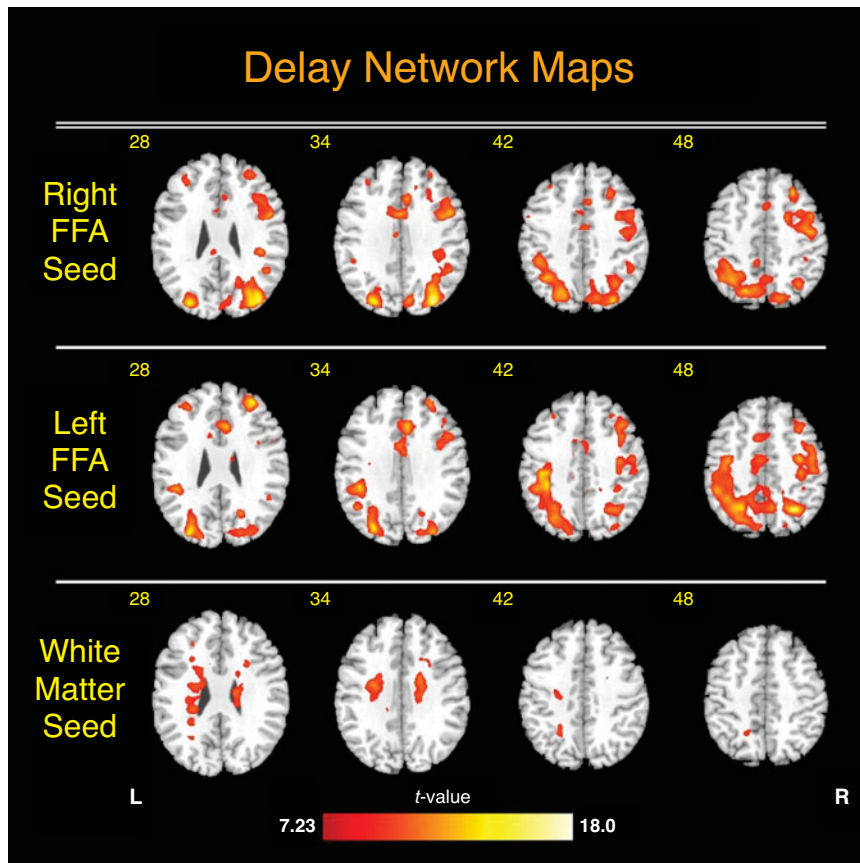 Delay Network Maps
28 34 42 48
Right
FFA
Seed
28 34 42 48
Left
FFA
Seed
28 34 42 48
White
Matter
Seed
L R
t-value
7.23 18.0